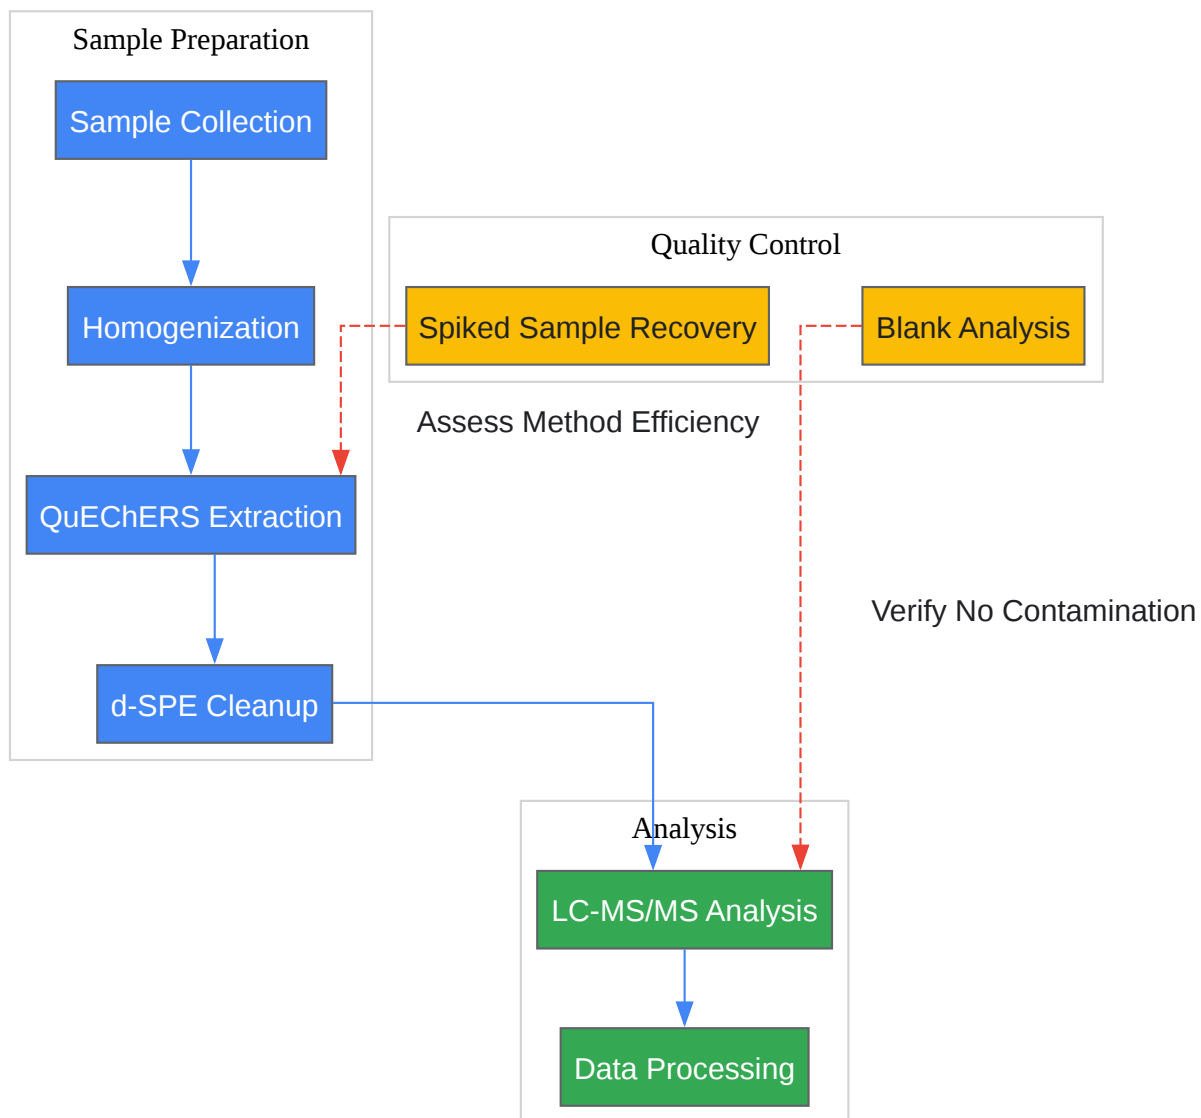 Sample Preparation
Sample Collection
Homogenization
QuEChERS Extraction
d-SPE Cleanup
Quality Control
Spiked Sample Recovery
Blank Analysis
Assess Method Efficiency
Verify No Contamination
Analysis
LC-MS/MS Analysis
Data Processing